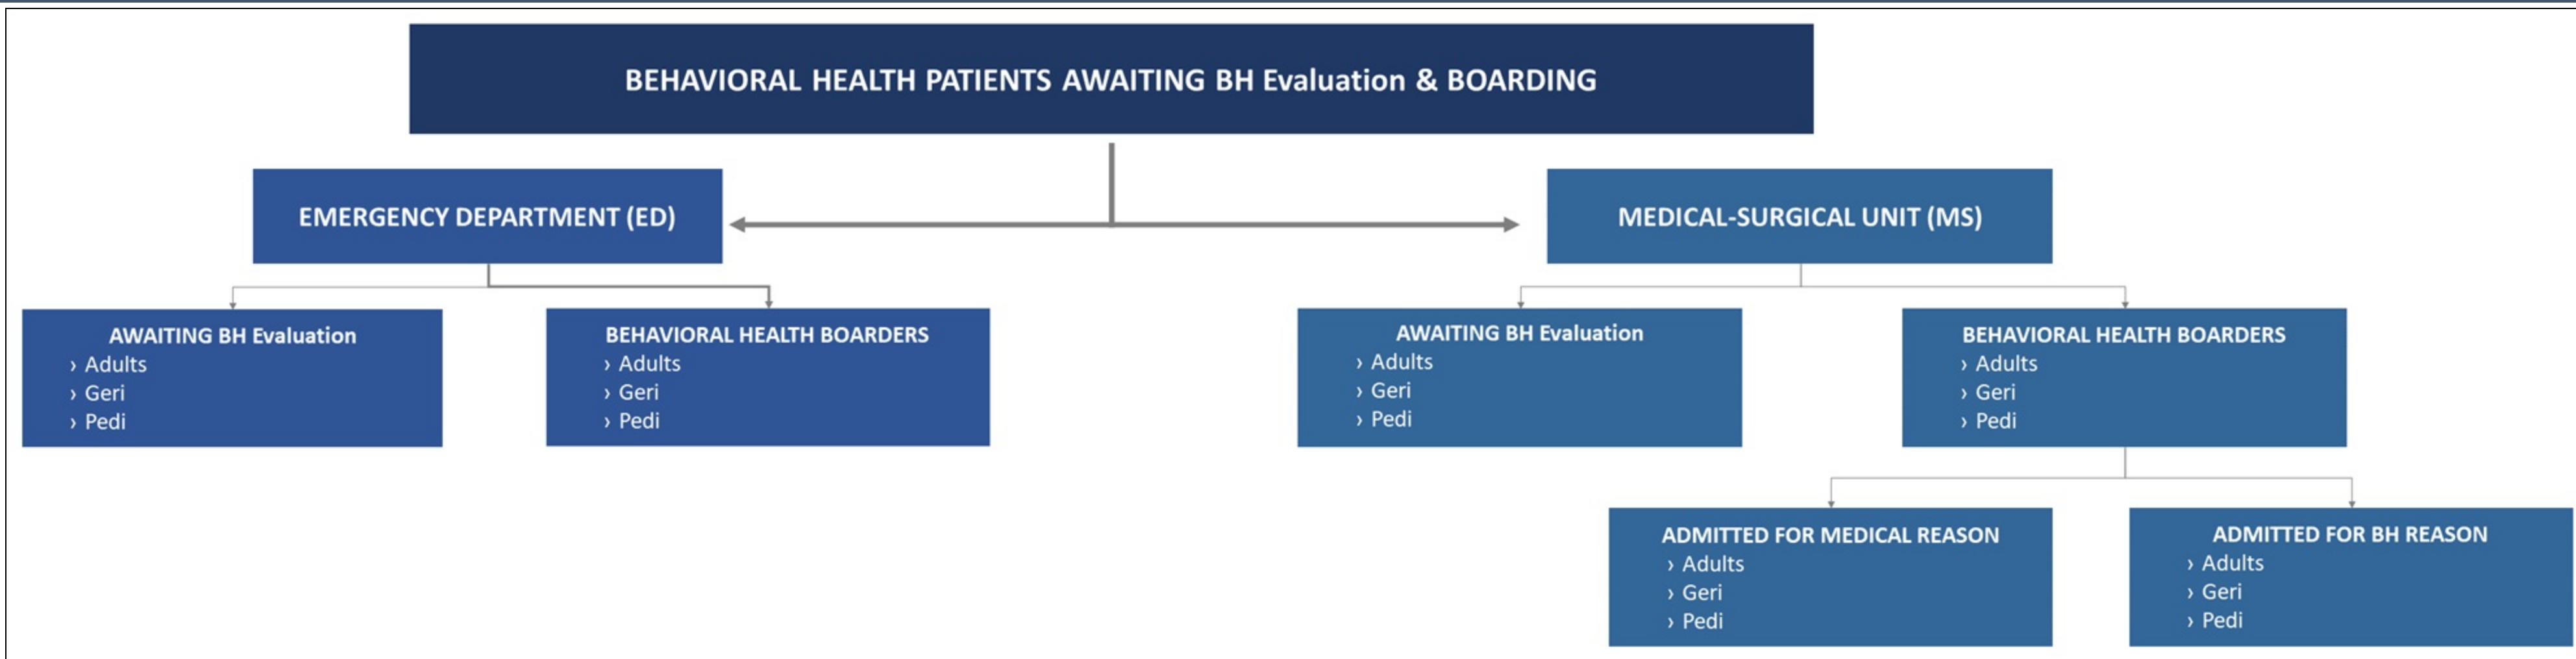 BEHAVIORAL HEALTH PATIENTS AWAITING BH Evaluation & BOARDING
EMERGENCY DEPARTMENT (ED)
MEDICAL-SURGICAL UNIT (MS)
AWAITING BH Evaluation
› Adults
› Geri
› Pedi
BEHAVIORAL HEALTH BOARDERS
› Adults
› Geri
› Pedi
AWAITING BH Evaluation
› Adults
› Geri
› Pedi
BEHAVIORAL HEALTH BOARDERS
› Adults
› Geri
› Pedi
ADMITTED FOR MEDICAL REASON
› Adults
› Geri
› Pedi
ADMITTED FOR BH REASON
› Adults
› Geri
› Pedi